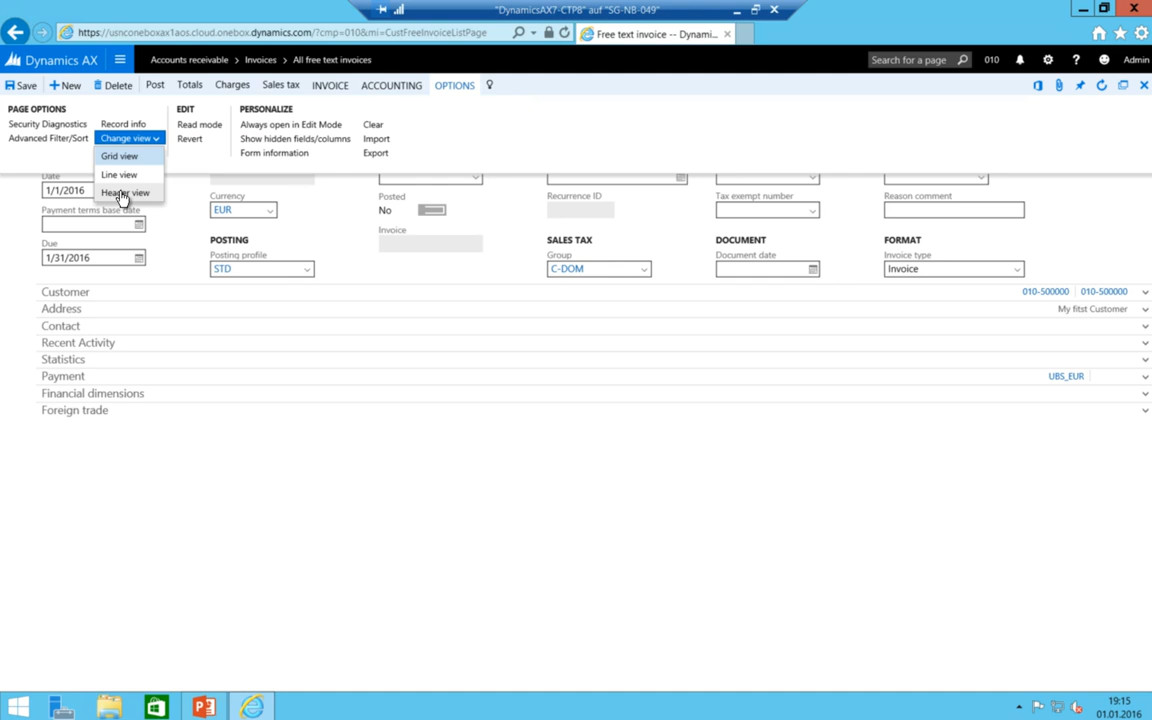 "DynamicsAX7-CTP8" auf "SG-NB-049"
https://usnconeboxax1aos.cloud.onebox.dynamics.com/?cmp=010&mi=CustFreeInvoiceListPage
Free text invoice -- Dynami...
Dynamics AX
Accounts receivable > Invoices > All free text invoices
Search for a page
010
Admin
Save
New
Delete
Post
Totals
Charges
Sales tax
INVOICE
ACCOUNTING
OPTIONS
PAGE OPTIONS
EDIT
PERSONALIZE
Security Diagnostics
Record info
Read mode
Always open in Edit Mode
Clear
Advanced Filter/Sort
Change view
Revert
Show hidden fields/columns
Import
Form information
Export
Grid view
Line view
Header view
Date
1/1/2016
Currency
Posted
Recurrence ID
Tax exempt number
Reason comment
Payment terms base date
EUR
No
Invoice
Due
1/31/2016
POSTING
SALES TAX
DOCUMENT
FORMAT
Posting profile
Group
Document date
Invoice type
STD
C-DOM
Invoice
Customer
010-500000
010-500000
Address
My fitst Customer
Contact
Recent Activity
Statistics
Payment
UBS_EUR
Financial dimensions
Foreign trade
19:15
01.01.2016